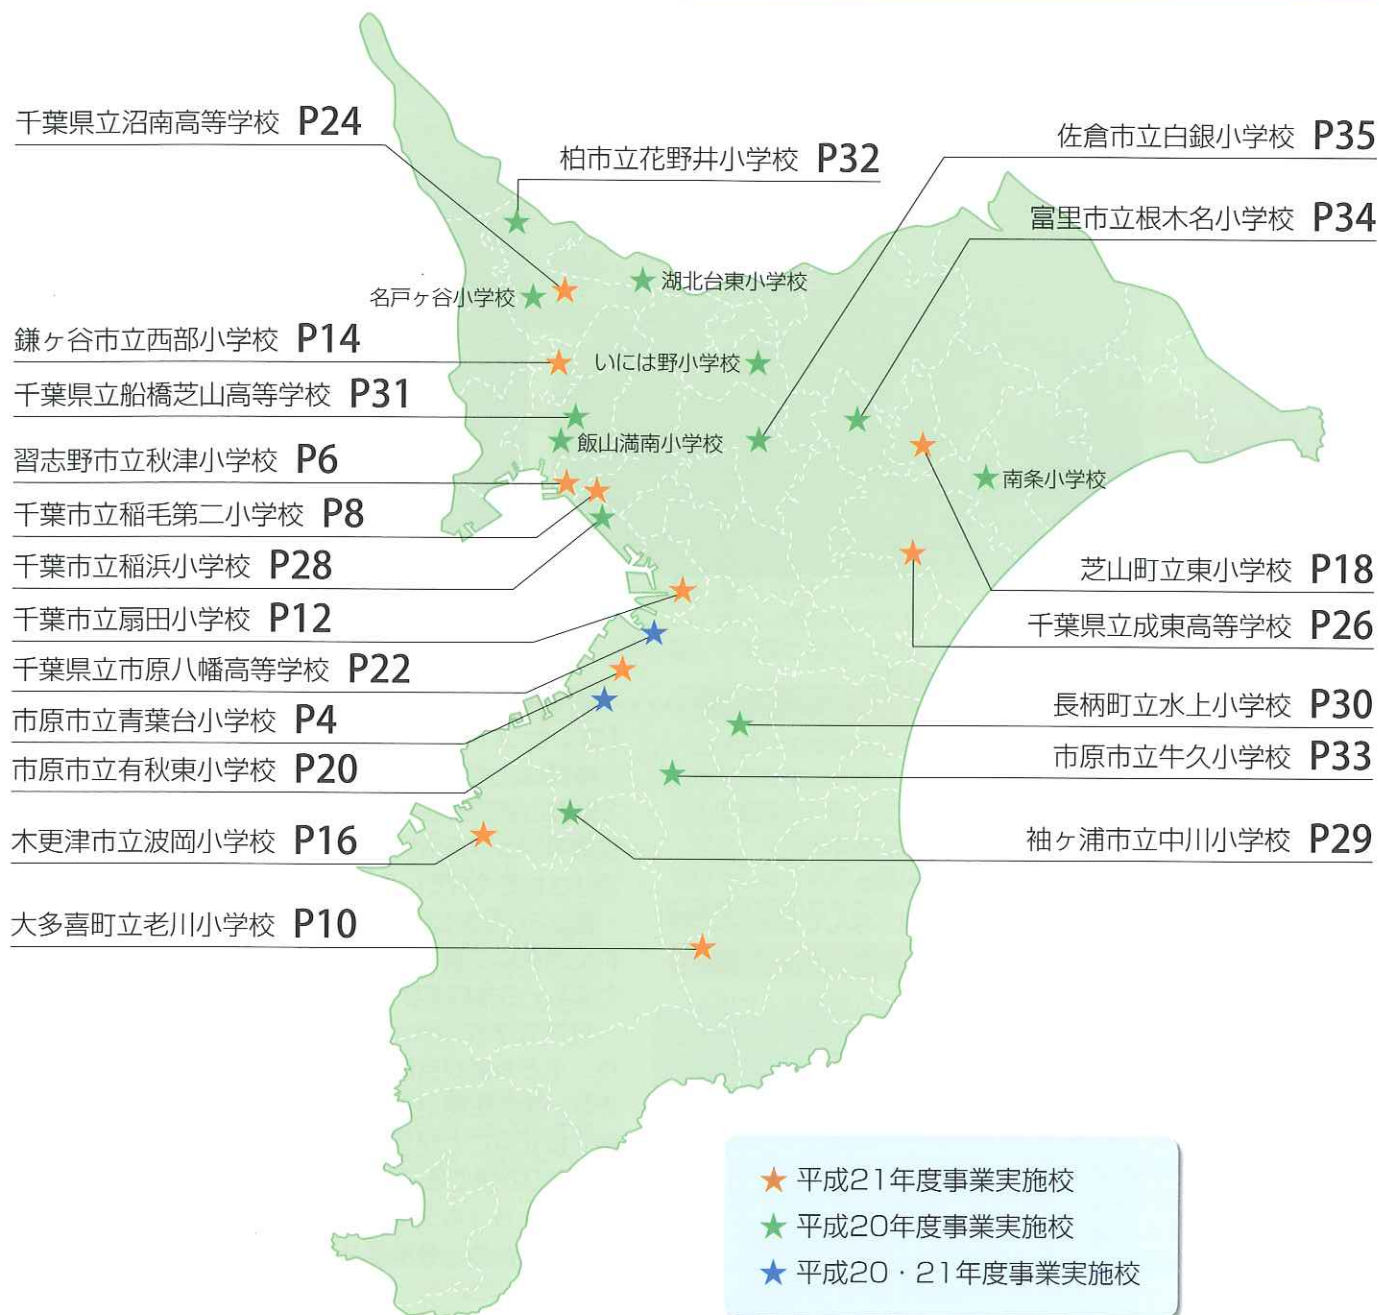 千葉県立沼南高等学校 P24
柏市立花野井小学校 P32
佐倉市立白銀小学校 P35
富里市立根木名小学校 P34
湖北台東小学校
名戸ヶ谷小学校
鎌ヶ谷市立西部小学校 P14
いには野小学校
千葉県立船橋芝山高等学校 P31
飯山満南小学校
習志野市立秋津小学校 P6
南条小学校
千葉市立稲毛第二小学校 P8
千葉市立稲浜小学校 P28
芝山町立東小学校 P18
千葉市立扇田小学校 P12
千葉県立成東高等学校 P26
千葉県立市原八幡高等学校 P22
長柄町立水上小学校 P30
市原市立青葉台小学校 P4
市原市立牛久小学校 P33
市原市立有秋東小学校 P20
木更津市立波岡小学校 P16
袖ヶ浦市立中川小学校 P29
大多喜町立老川小学校 P10
★ 平成21年度事業実施校
★ 平成20年度事業実施校
★ 平成20・21年度事業実施校